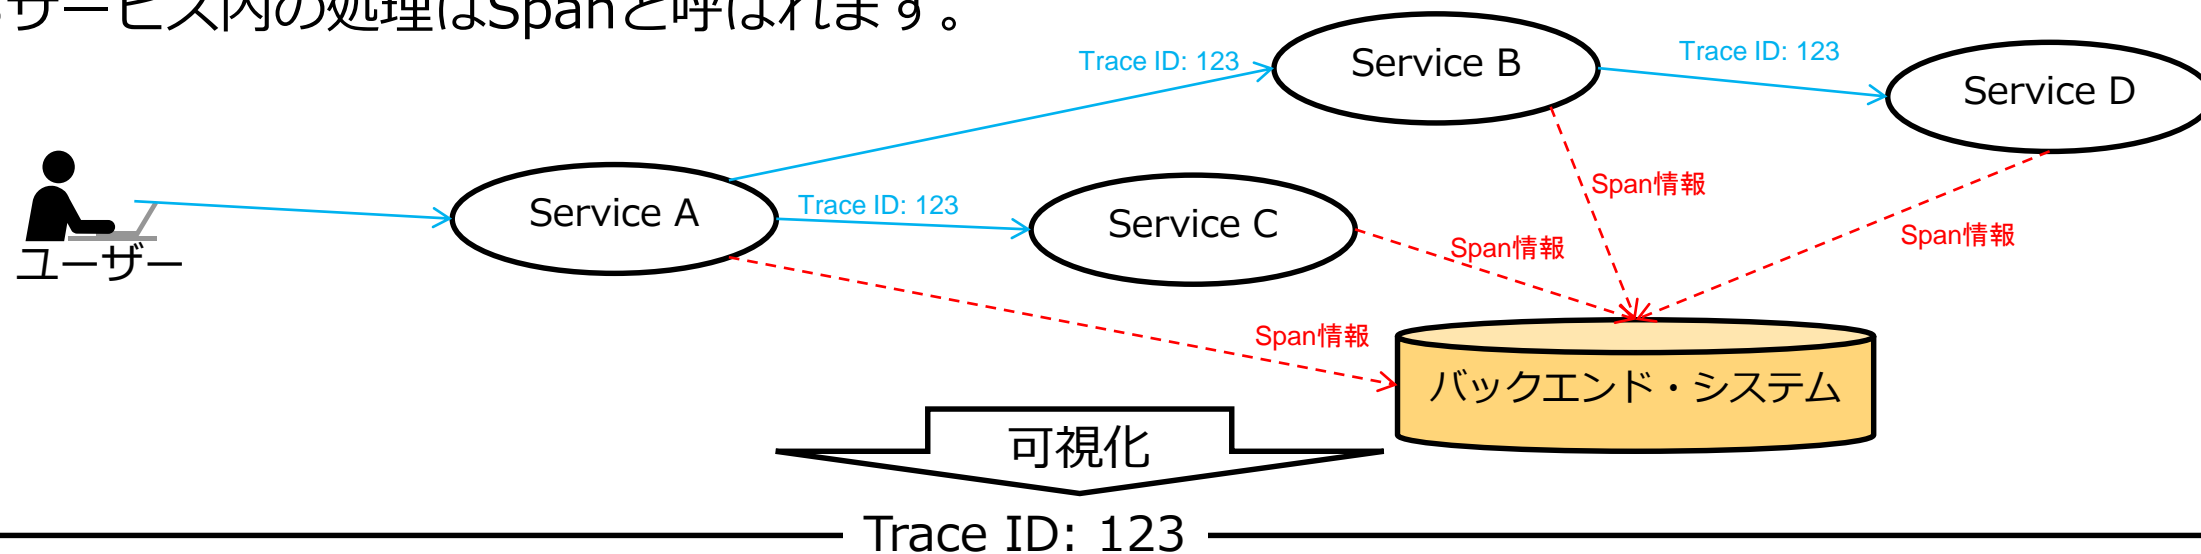 サービス内の処理はSpanと呼ばれます。
Trace ID: 123
Service B
Trace ID: 123
Service D
Span情報
Service A
Trace ID: 123
Service C
Span情報
Span情報
ユーザー
Span情報
バックエンド・システム
可視化
Trace ID: 123